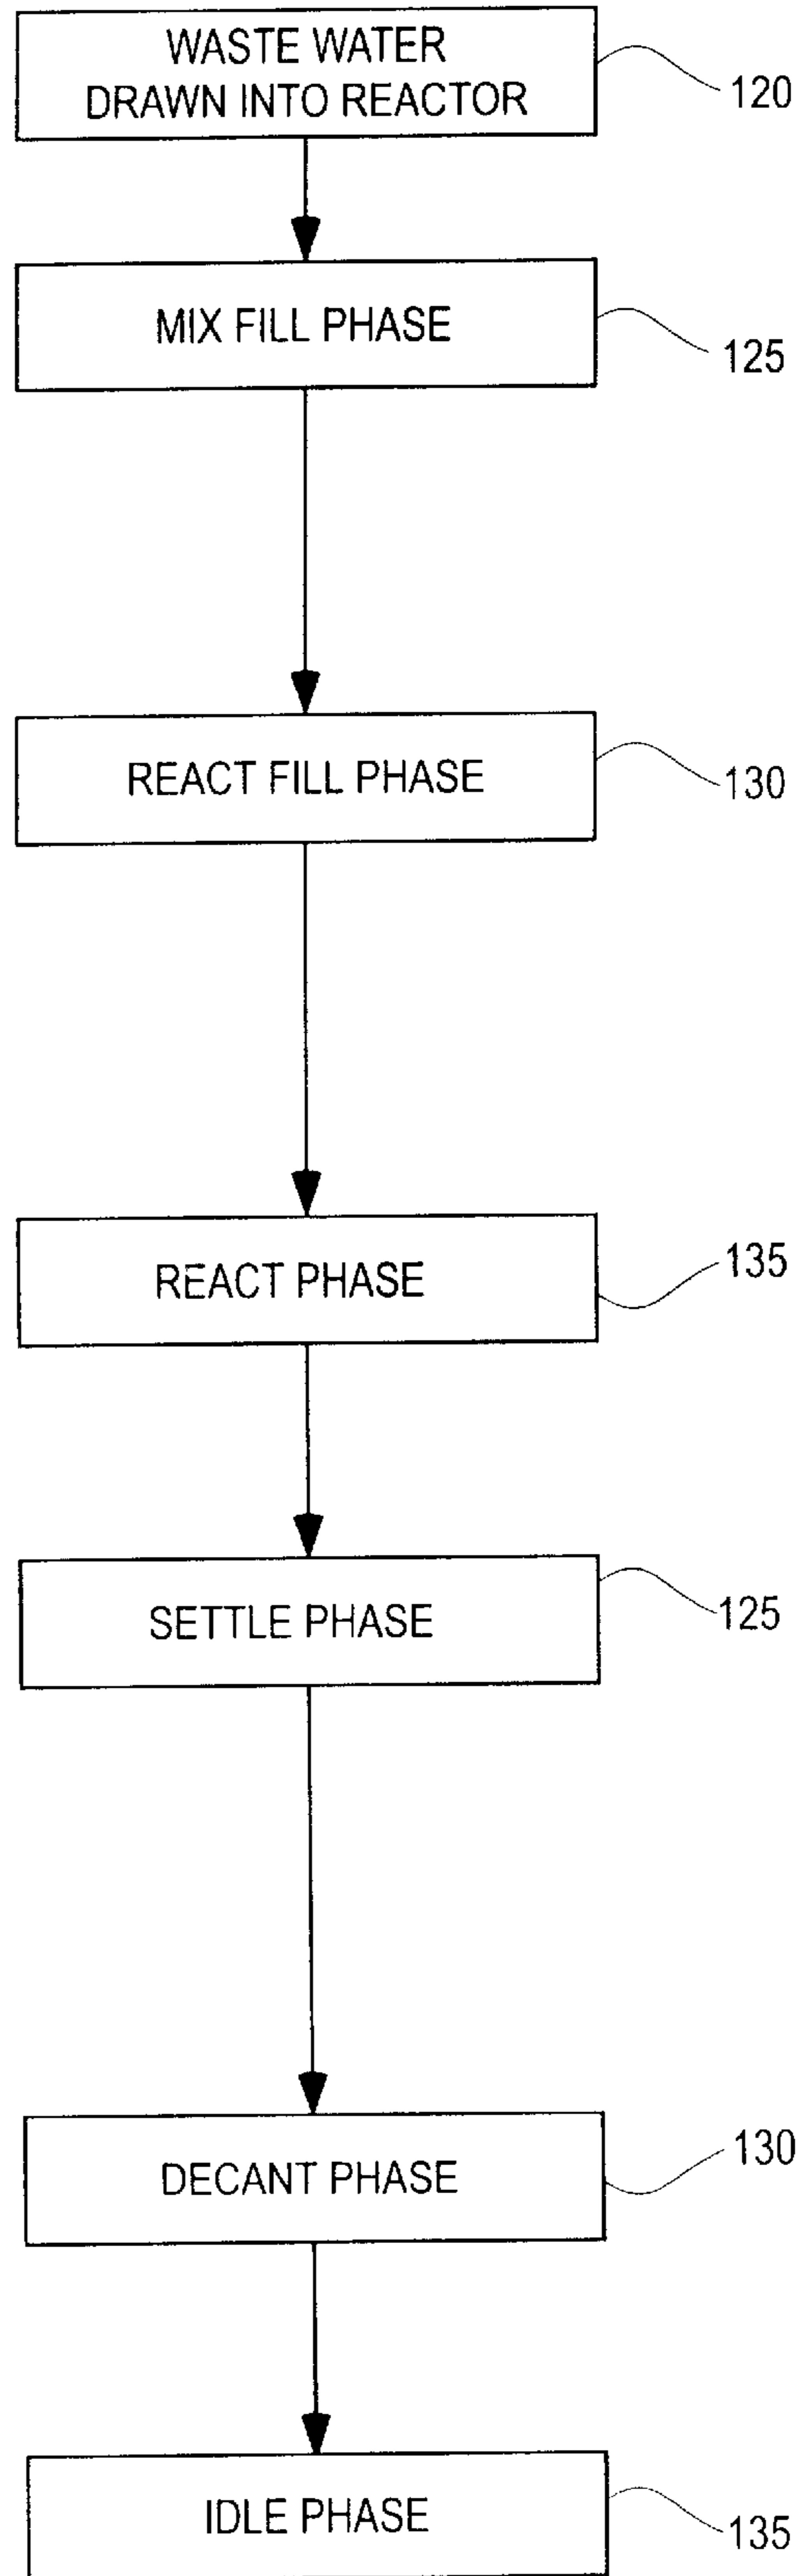 WASTE WATER
DRAWN INTO REACTOR
120
MIX FILL PHASE
125
REACT FILL PHASE
130
REACT PHASE
135
SETTLE PHASE
125
DECANT PHASE
130
IDLE PHASE
135